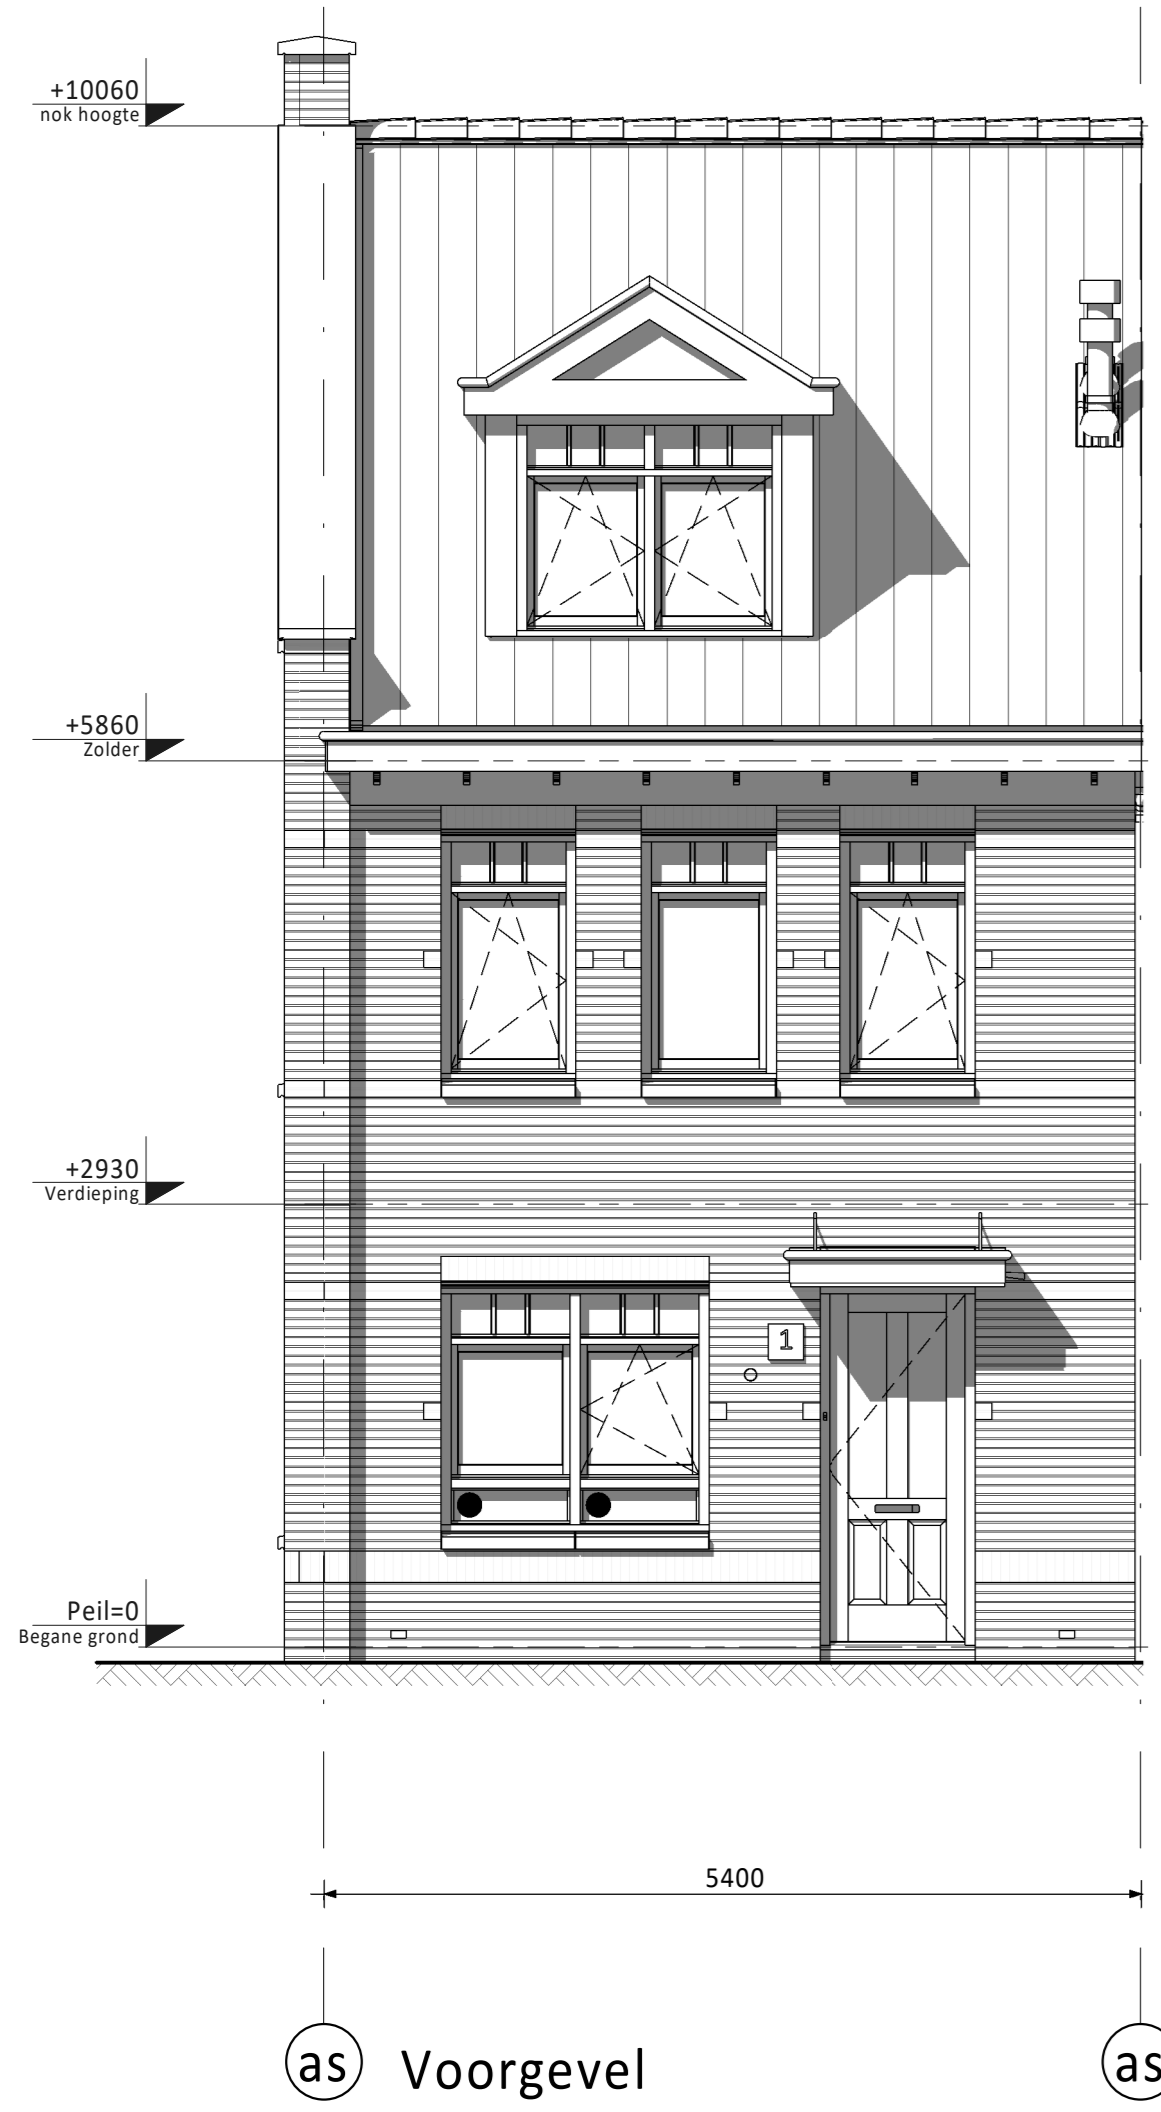 +10060
nok hoogte
+5860
Zolder
+2930
Verdieping
1
Peil=0
Begane grond
5400
as Voorgevel as